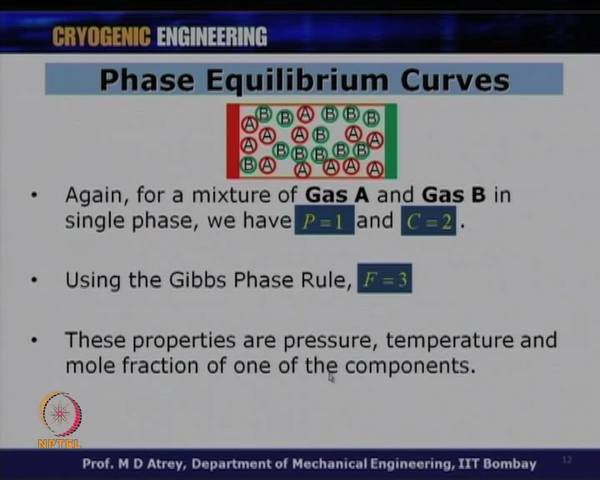 CRYOGENIC ENGINEERING
Phase Equilibrium Curves
• Again, for a mixture of Gas A and Gas B in
single phase, we have P = 1 and C = 2 .
• Using the Gibbs Phase Rule, F = 3
• These properties are pressure, temperature and
mole fraction of one of the components.
NPTEL
Prof. M D Atrey, Department of Mechanical Engineering, IIT Bombay
12